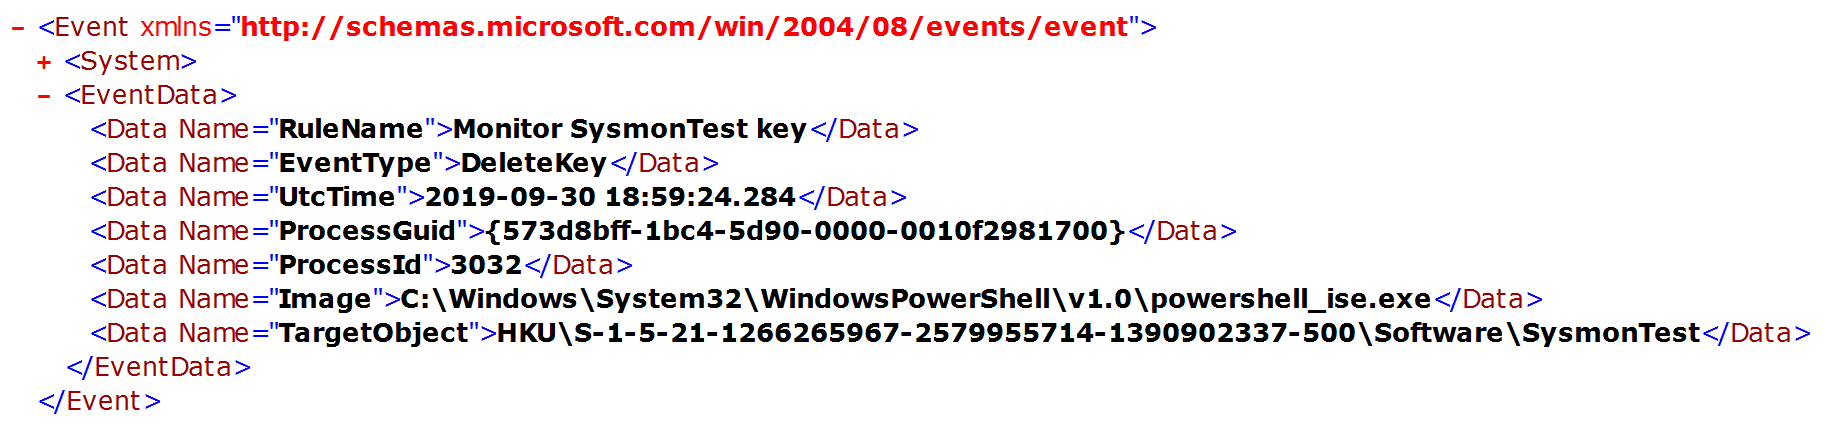 - <Event xmlns="http://schemas.microsoft.com/win/2004/08/events/event">
+ <System>
- <EventData>
<Data Name="RuleName">Monitor SysmonTest key</Data>
<Data Name="EventType">DeleteKey</Data>
<Data Name="UtcTime">2019-09-30 18:59:24.284</Data>
<Data Name="ProcessGuid">{573d8bff-1bc4-5d90-0000-0010f2981700}</Data>
<Data Name="ProcessId">3032</Data>
<Data Name="Image">C:\Windows\System32\WindowsPowerShell\v1.0\powershell_ise.exe</Data>
<Data Name="TargetObject">HKU\S-1-5-21-1266265967-2579955714-1390902337-500\Software\SysmonTest</Data>
</EventData>
</Event>